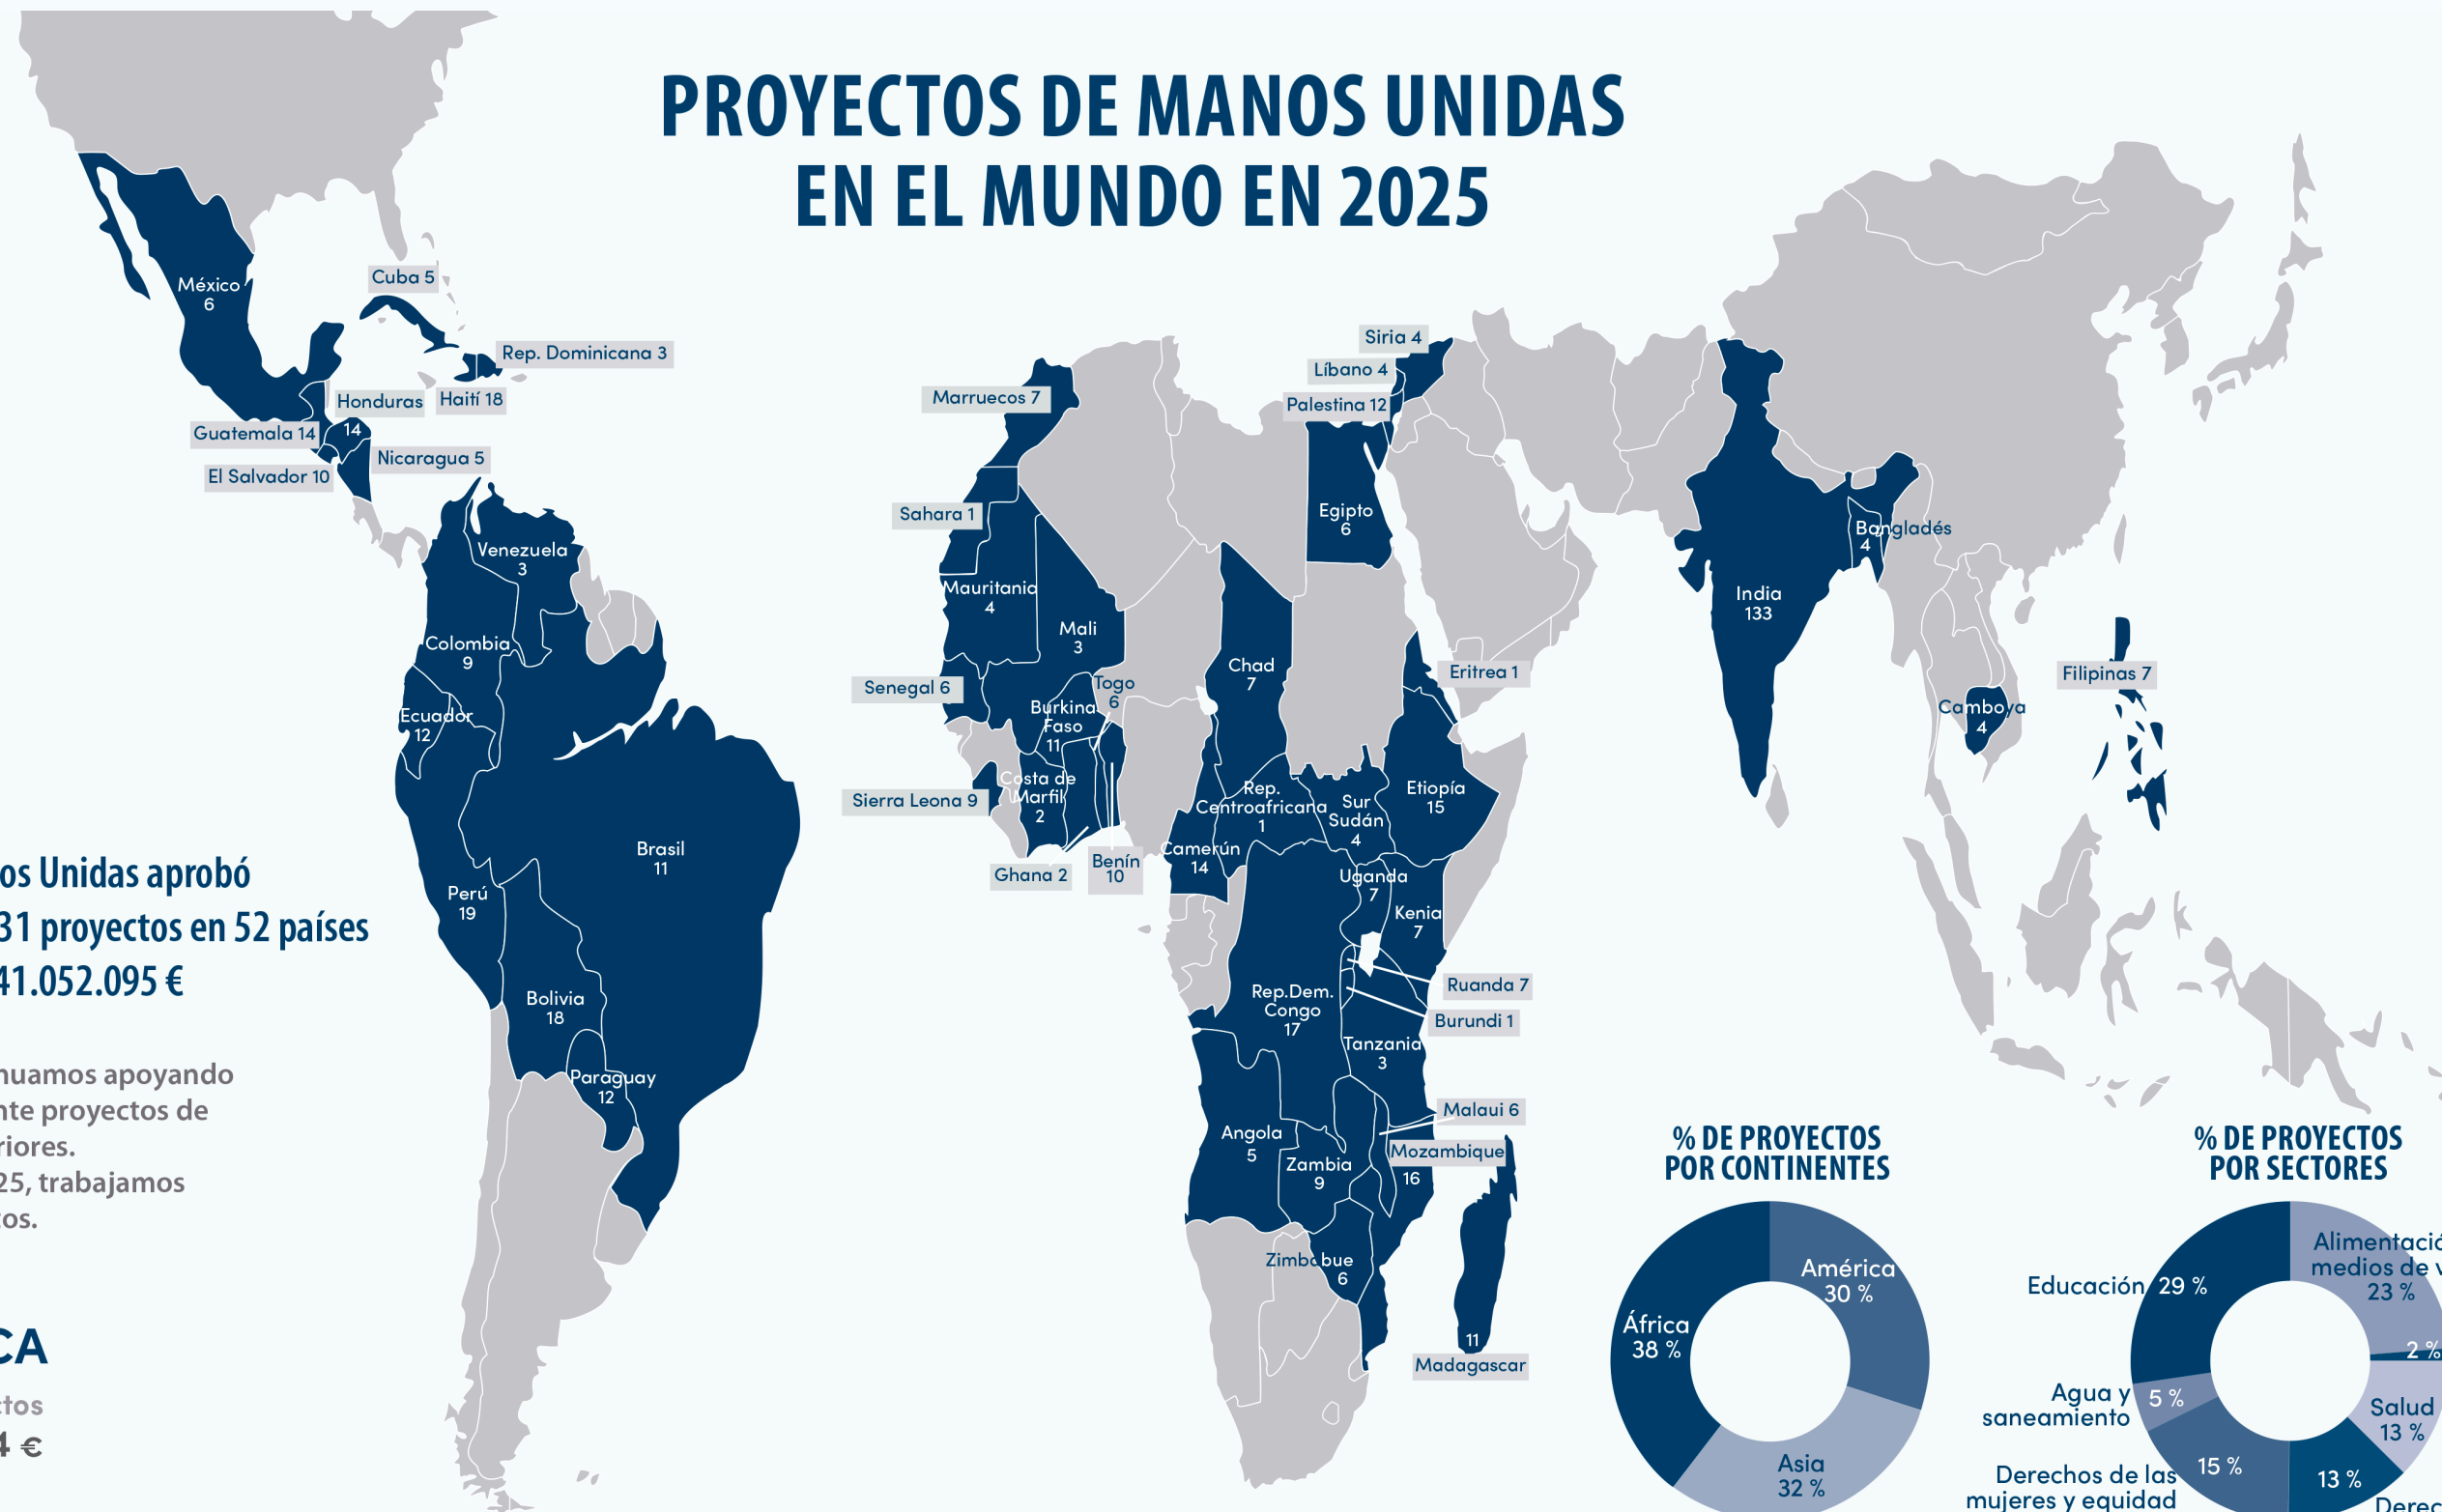 PROYECTOS DE MANOS UNIDAS
EN EL MUNDO EN 2025
México
6
Cuba 5
Rep. Dominicana 3
Haití 18
Honduras
14
Guatemala 14
Nicaragua 5
El Salvador 10
Venezuela
3
Colombia
9
Ecuador
12
Brasil
11
Perú
19
Bolivia
18
Paraguay
12
os Unidas aprobó
31 proyectos en 52 países
41.052.095 €
nuamos apoyando
nte proyectos de
riores.
25, trabajamos
tos.
CA
ctos
4 €
Siria 4
Líbano 4
Palestina 12
Marruecos 7
Sahara 1
Egipto
6
Mauritania
4
Mali
3
Chad
7
Eritrea 1
Senegal 6
Togo
6
Burkina
Faso
11
Costa de
Marfil
2
Sierra Leona 9
Ghana 2
Benín
10
Rep.
Centroafricana
1
Sur
Sudán
4
Etiopía
15
Camerún
14
Uganda
7
Kenia
7
Ruanda 7
Burundi 1
Rep.Dem.
Congo
17
Tanzania
3
Malaui 6
Angola
5
Zambia
9
Mozambique
16
Zimbabue
6
11
Madagascar
India
133
Bangladés
4
Filipinas 7
Camboya
4
% DE PROYECTOS
POR CONTINENTES
América
30 %
África
38 %
Asia
32 %
% DE PROYECTOS
POR SECTORES
Alimentació
medios de v
23 %
Educación 29 %
2 %
Agua y
saneamiento
5 %
Salud
13 %
15 %
13 %
Derechos de las
mujeres y equidad
Derec